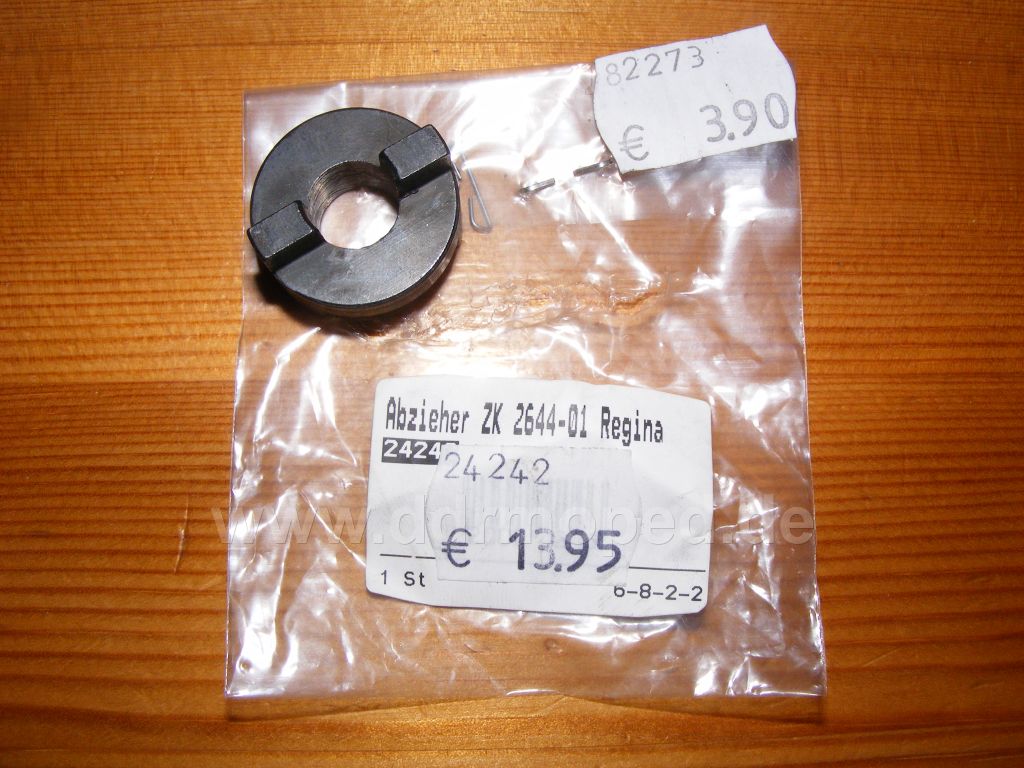 82273
€ 3.90
Abzieher ZK 2644-01 Regina
2424
24242
€ 13.95
1 St 6-8-2-2
www.ddrmoped.de